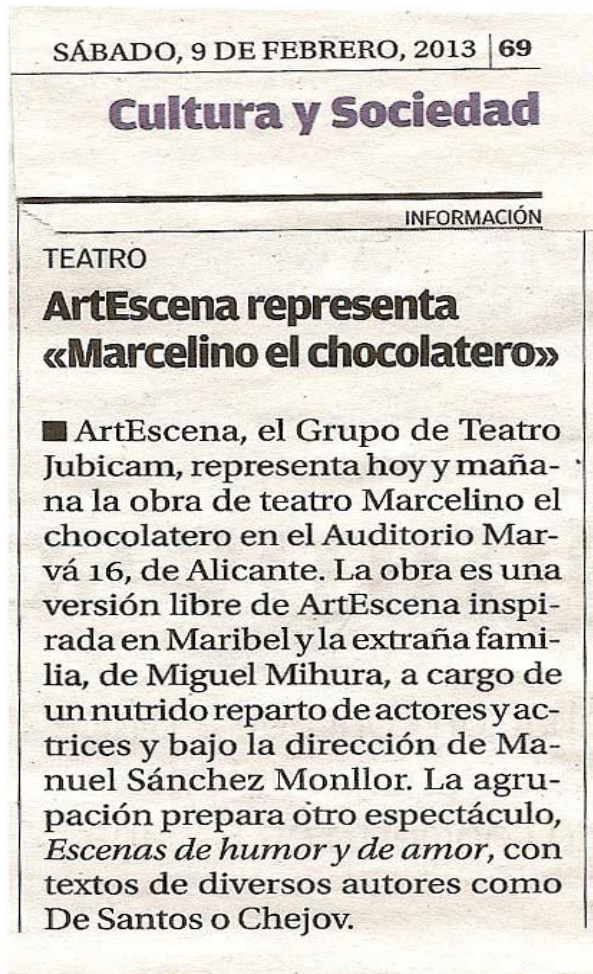 SÁBADO, 9 DE FEBRERO, 2013 | 69
Cultura y Sociedad
INFORMACIÓN
TEATRO
ArtEscena representa
«Marcelino el chocolatero»
■ ArtEscena, el Grupo de Teatro
Jubicam, representa hoy y maña-
na la obra de teatro Marcelino el
chocolatero en el Auditorio Mar-
vá 16, de Alicante. La obra es una
versión libre de ArtEscena inspi-
rada en Maribel y la extraña fami-
lia, de Miguel Mihura, a cargo de
un nutrido reparto de actores y ac-
trices y bajo la dirección de Ma-
nuel Sánchez Monllor. La agru-
pación prepara otro espectáculo,
Escenas de humor y de amor, con
textos de diversos autores como
De Santos o Chejov.